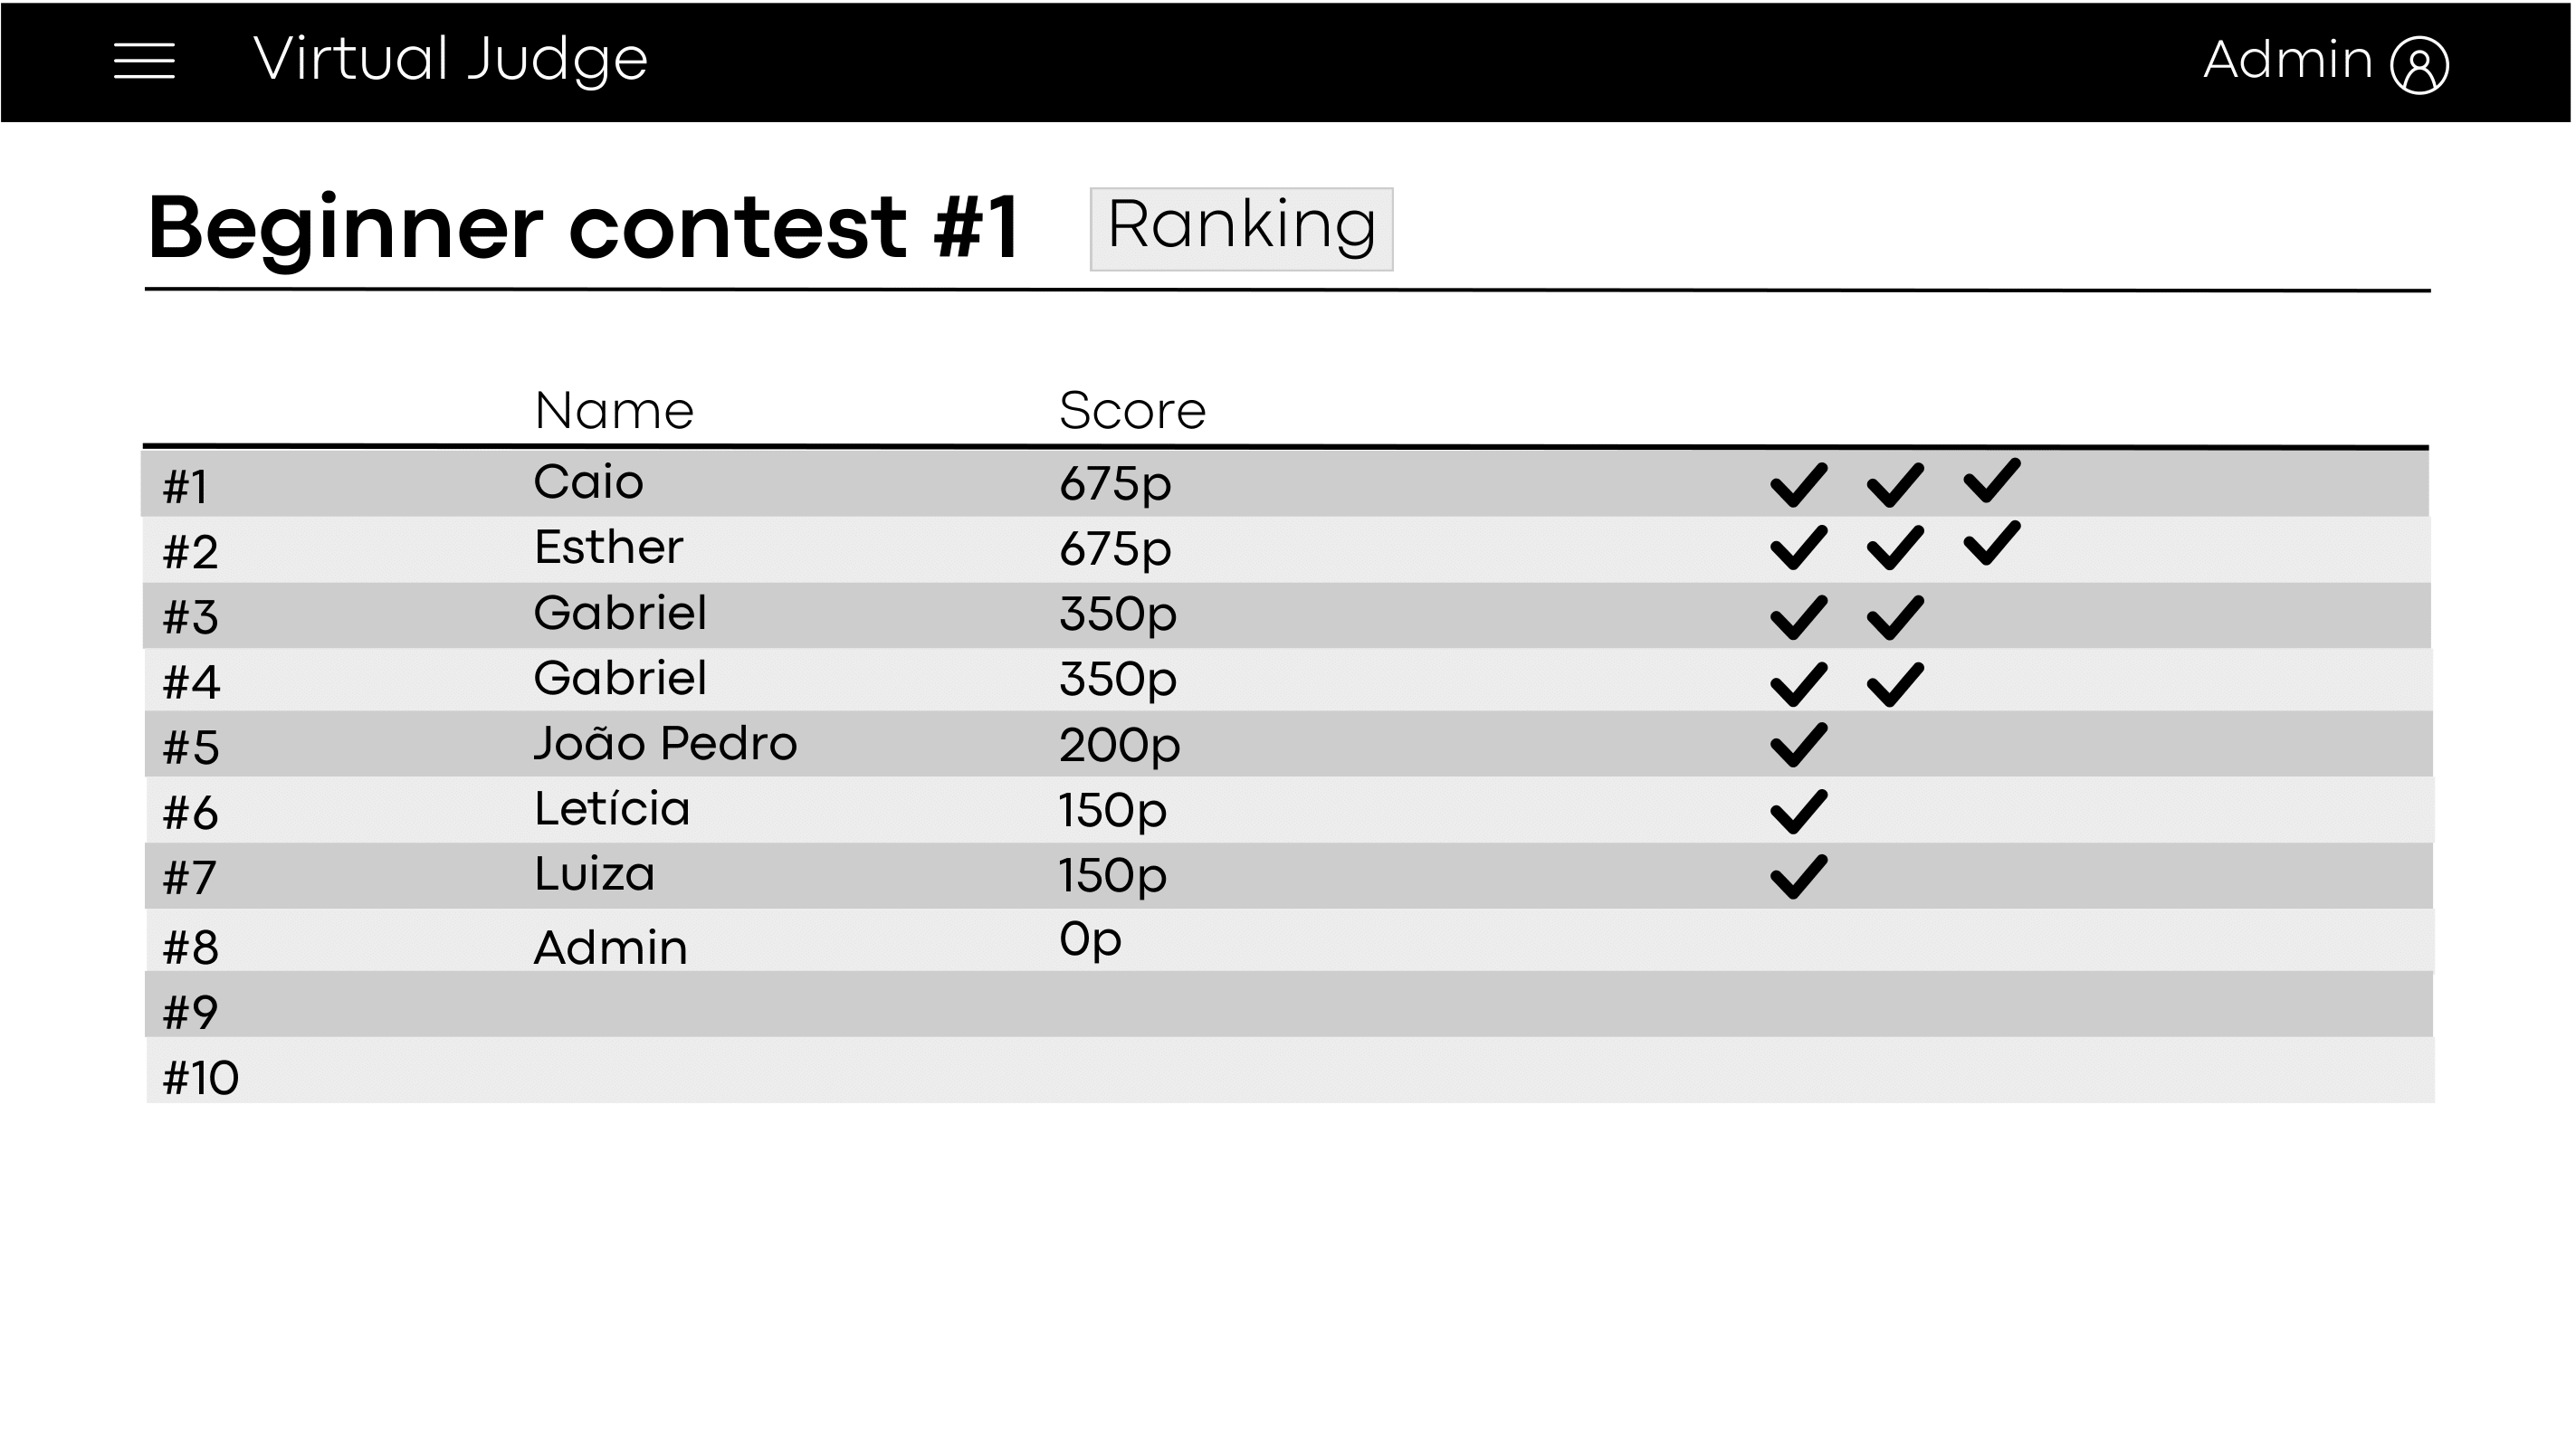 Virtual Judge Admin
Beginner contest #1 Ranking
Name Score
#1 Caio 675p
#2 Esther 675p
#3 Gabriel 350p
#4 Gabriel 350p
#5 João Pedro 200p
#6 Letícia 150p
#7 Luiza 150p
#8 Admin 0p
#9
#10